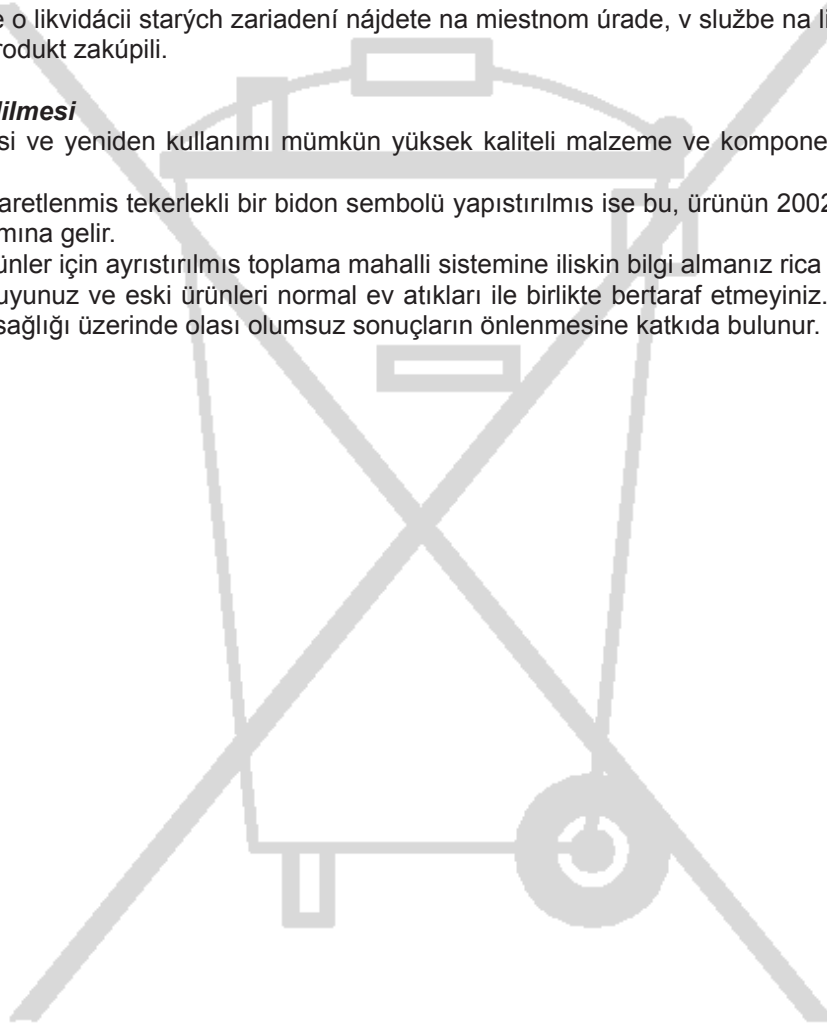 e o likvidácii starých zariadení nájdete na miestnom úrade, v službe na li
rodukt zakúpili.
dilmesi
si ve yeniden kullanımı mümkün yüksek kaliteli malzeme ve kompone
aretlenmis tekerlekli bir bidon sembolü yapıstırılmıs ise bu, ürünün 2002
mına gelir.
ünler için ayrıstırılmıs toplama mahalli sistemine iliskin bilgi almanız rica
uyunuz ve eski ürünleri normal ev atıkları ile birlikte bertaraf etmeyiniz.
sağlığı üzerinde olası olumsuz sonuçların önlenmesine katkıda bulunur.